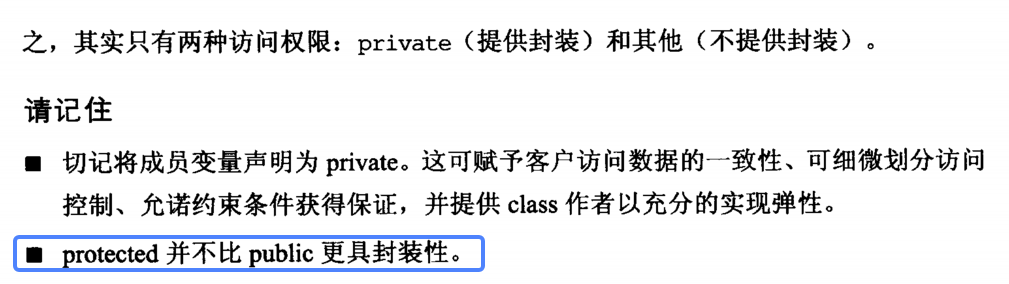 之，其实只有两种访问权限：private（提供封装）和其他（不提供封装）。
请记住
■ 切记将成员变量声明为 private。这可赋予客户访问数据的一致性、可细微划分访问
控制、允诺约束条件获得保证，并提供 class 作者以充分的实现弹性。
■ protected 并不比 public 更具封装性。